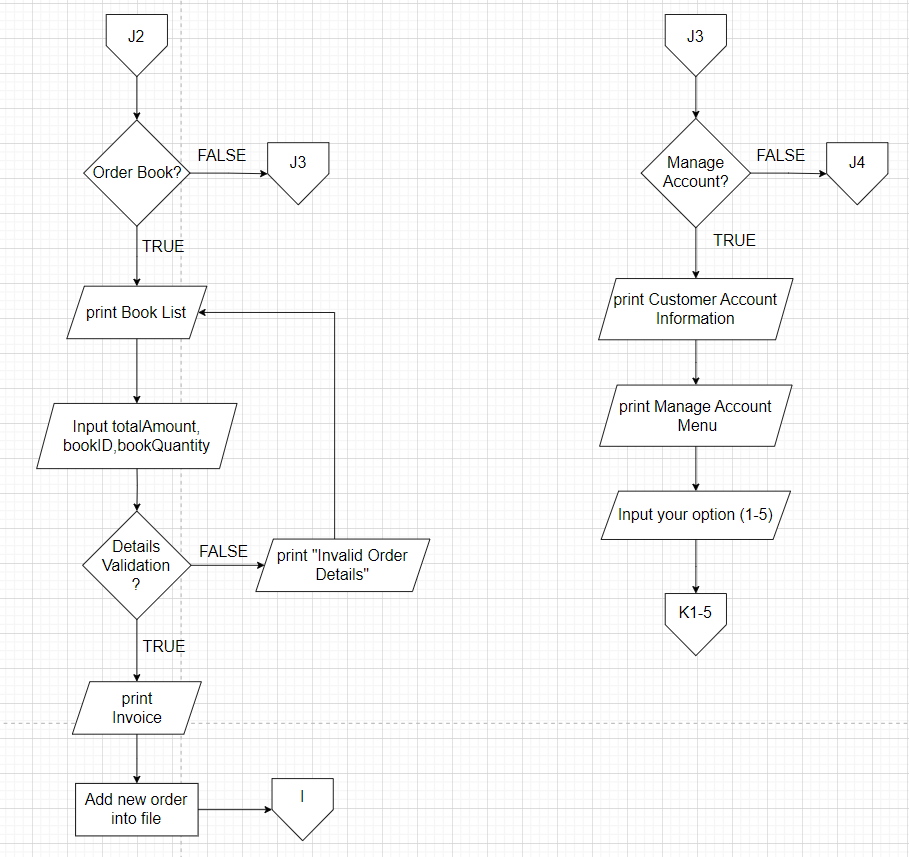 J2
Order Book?
FALSE
J3
TRUE
print Book List
Input totalAmount,
bookID,bookQuantity
Details
Validation
?
FALSE
print "Invalid Order
Details"
TRUE
print
Invoice
Add new order
into file
I
J3
Manage
Account?
FALSE
J4
TRUE
print Customer Account
Information
print Manage Account
Menu
Input your option (1-5)
K1-5